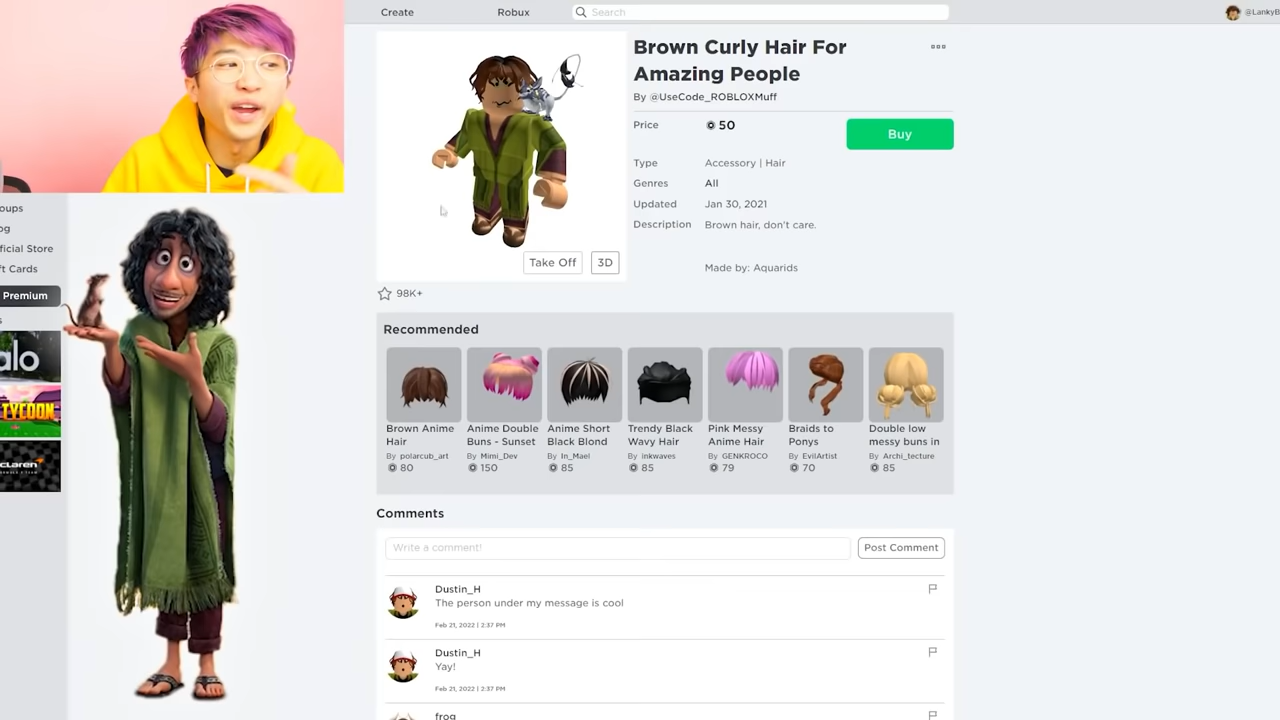 Create
Robux
Search
@LankyB
Brown Curly Hair For
Amazing People
By @UseCode_ROBLOXMuff
Price
50
Buy
Type
Accessory | Hair
Genres
All
Updated
Jan 30, 2021
Description
Brown hair, don't care.
Made by: Aquarids
Take Off
3D
98K+
oups
og
ficial Store
ft Cards
Premium
s
alo
TYCOON
claren
Recommended
Brown Anime
Hair
By polarcub_art
80
Anime Double
Buns - Sunset
By Mimi_Dev
150
Anime Short
Black Blond
By In_Mael
85
Trendy Black
Wavy Hair
By inkwaves
85
Pink Messy
Anime Hair
By GENKROCO
79
Braids to
Ponys
By EvilArtist
70
Double low
messy buns in
By Archi_tecture
85
Comments
Write a comment!
Post Comment
Dustin_H
The person under my message is cool
Feb 21, 2022 | 2:37 PM
Dustin_H
Yay!
Feb 21, 2022 | 2:37 PM
frog